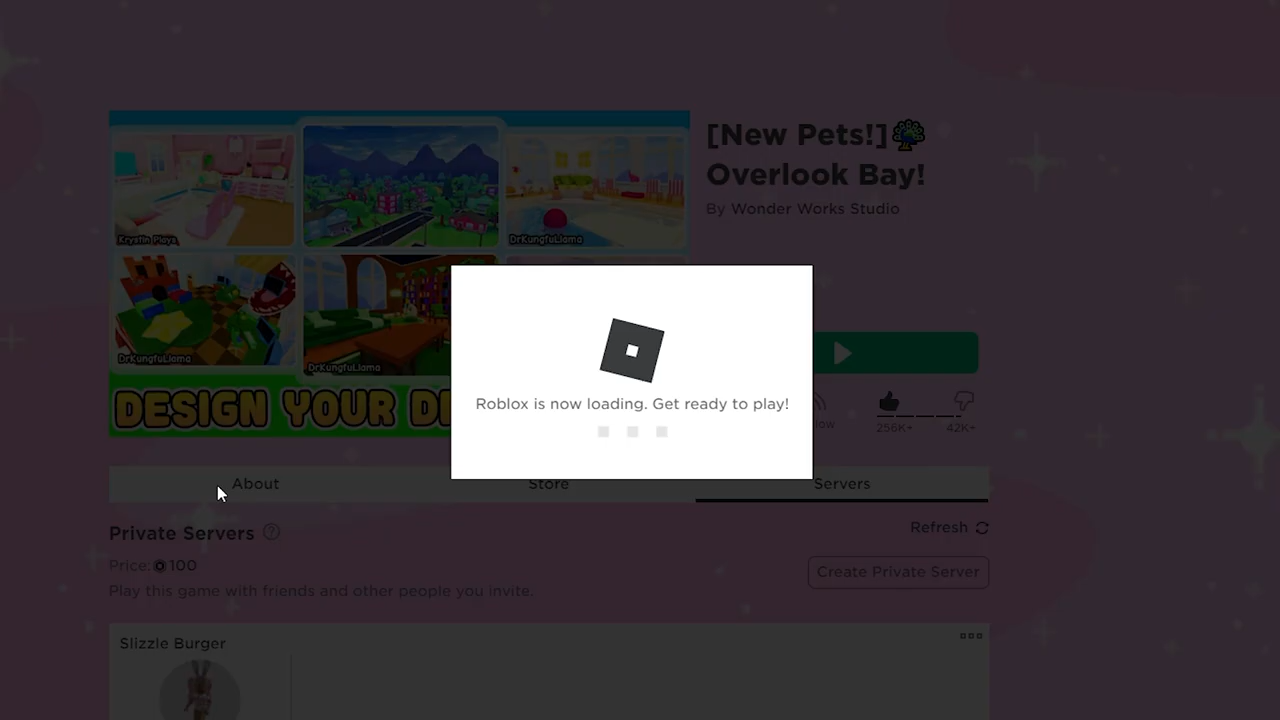 [New Pets!]
Overlook Bay!
By Wonder Works Studio
Krystin Plays
DrKungfuLlama
DrKungfuLlama
DrKungfuLlama
DESIGN YOUR
Roblox is now loading. Get ready to play!
256K+
42K+
About
Store
Servers
Private Servers
Refresh
Price: 100
Create Private Server
Play this game with friends and other people you invite.
Slizzle Burger